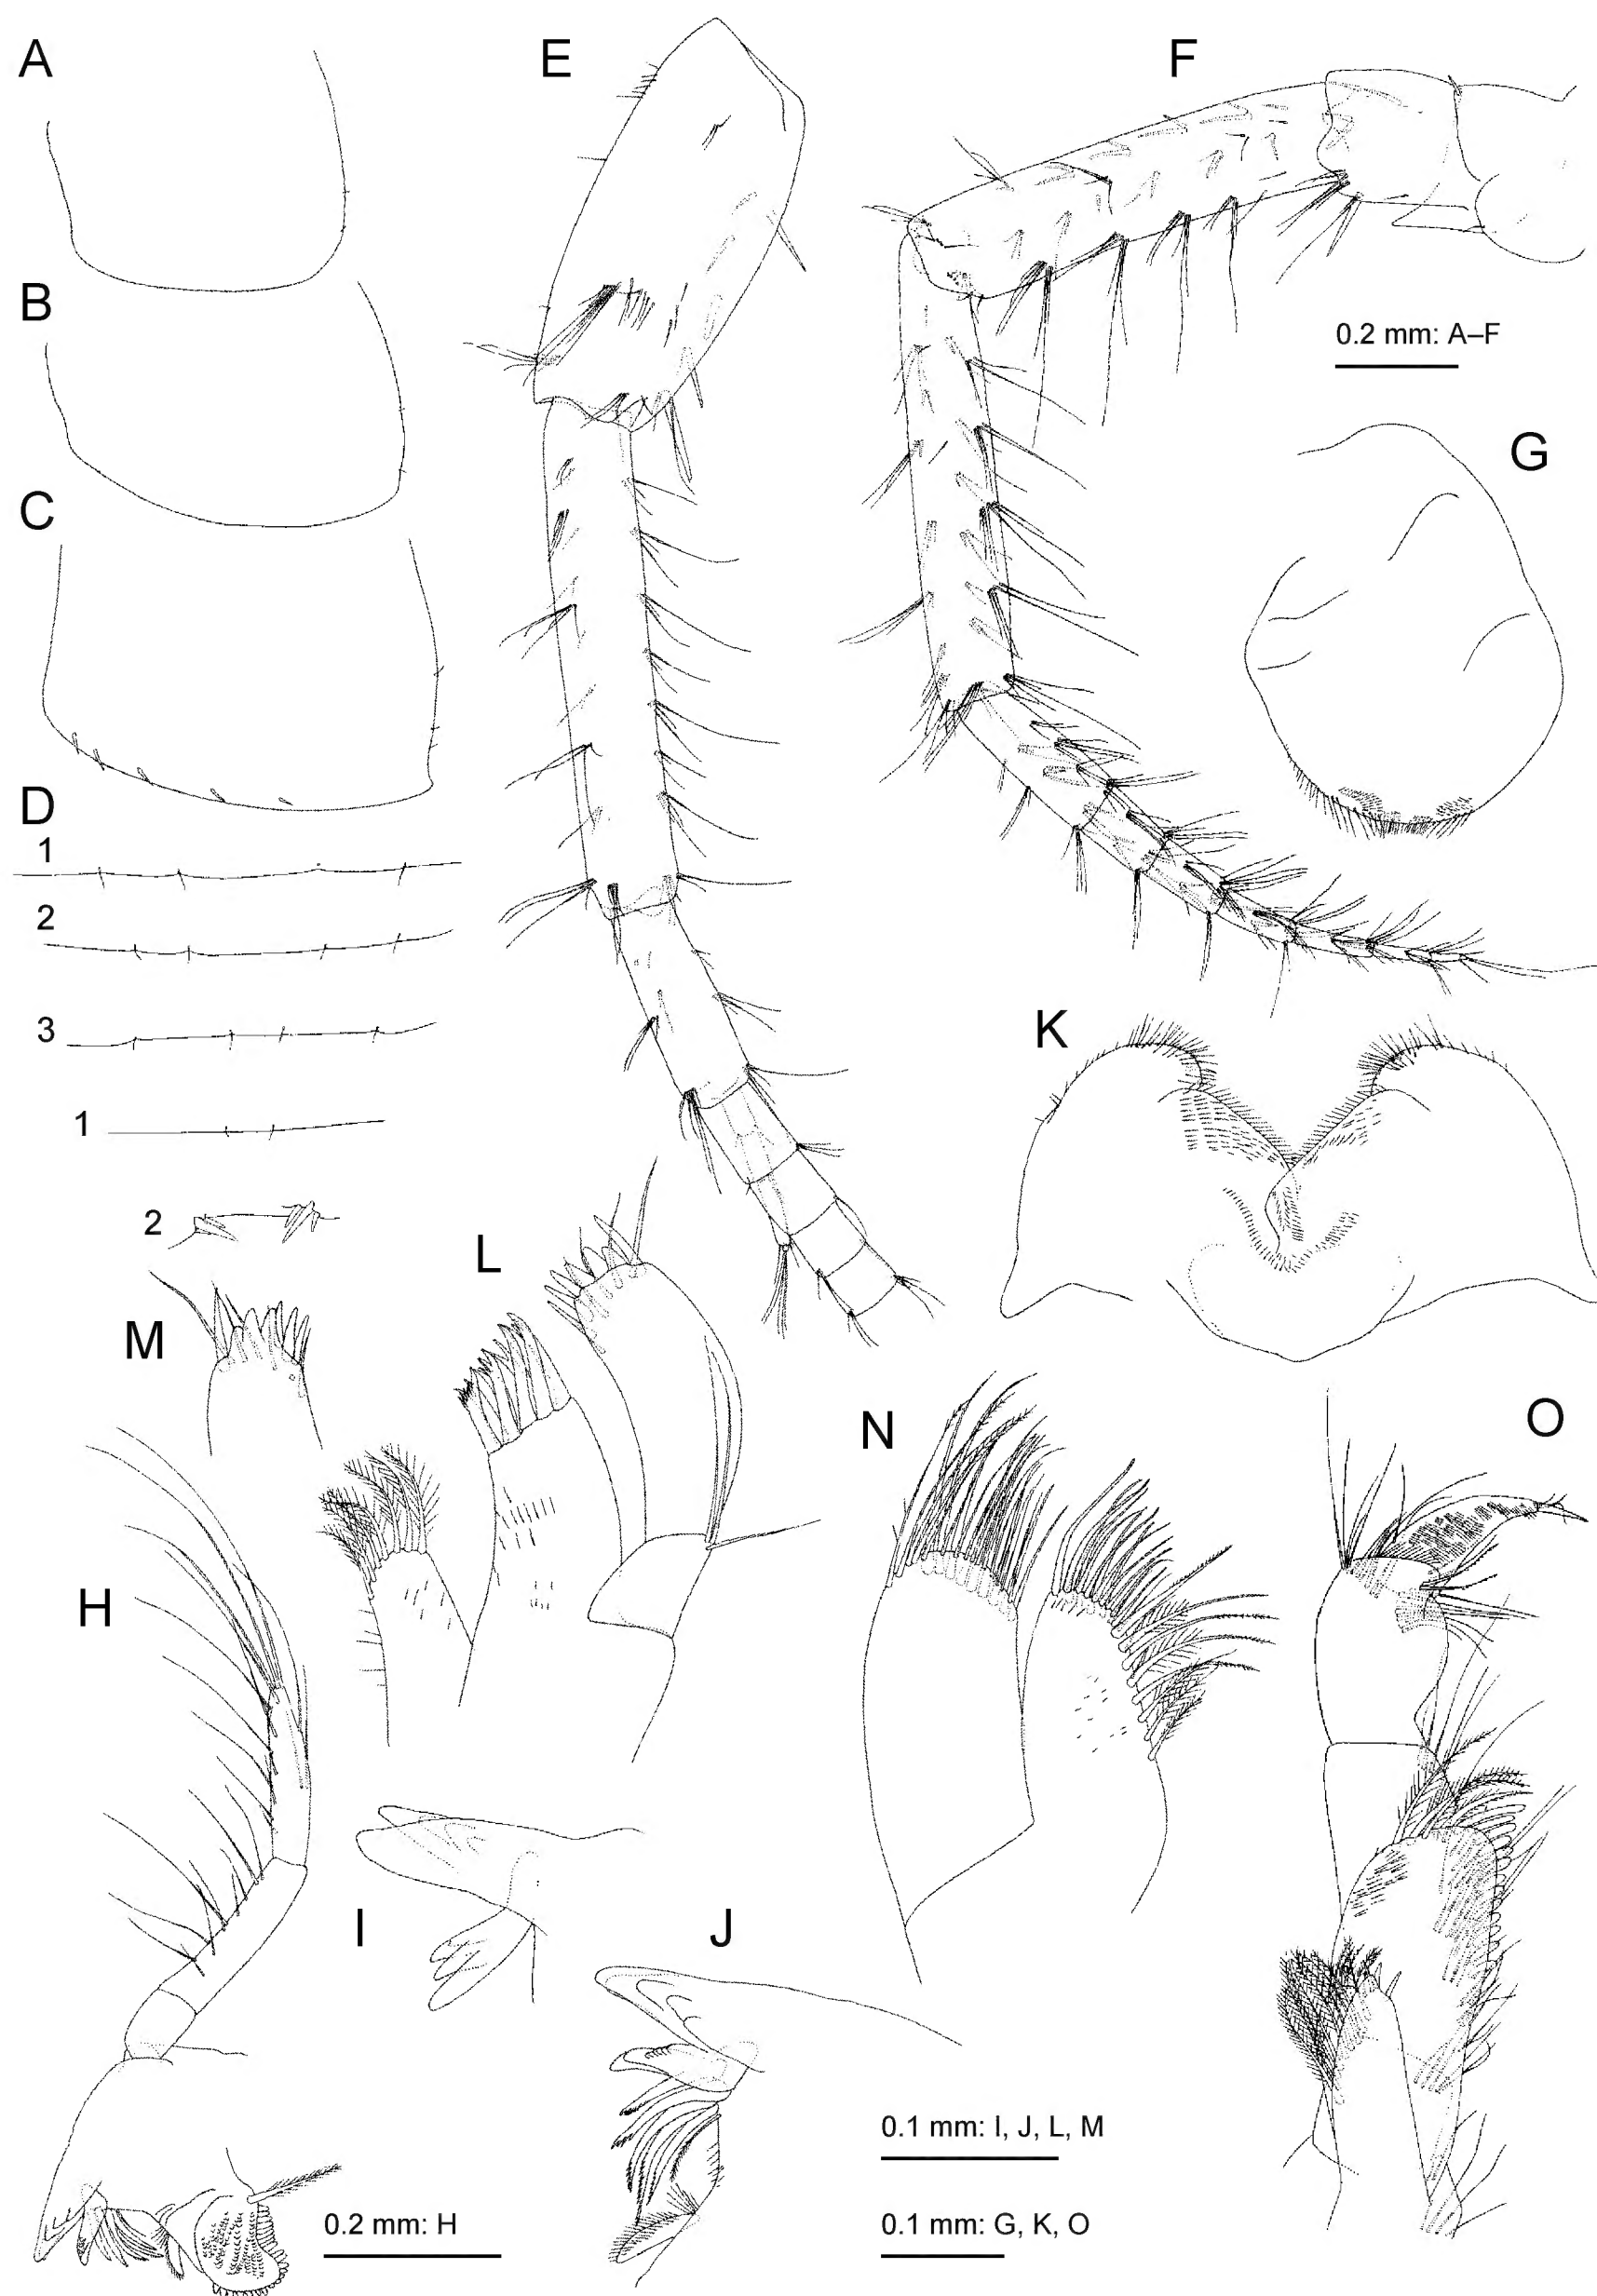 A
E
F
B
0.2 mm: A–F
G
C
D
1
2
3
K
1
2
L
M
N
O
H
I
J
0.1 mm: I, J, L, M
0.2 mm: H
0.1 mm: G, K, O